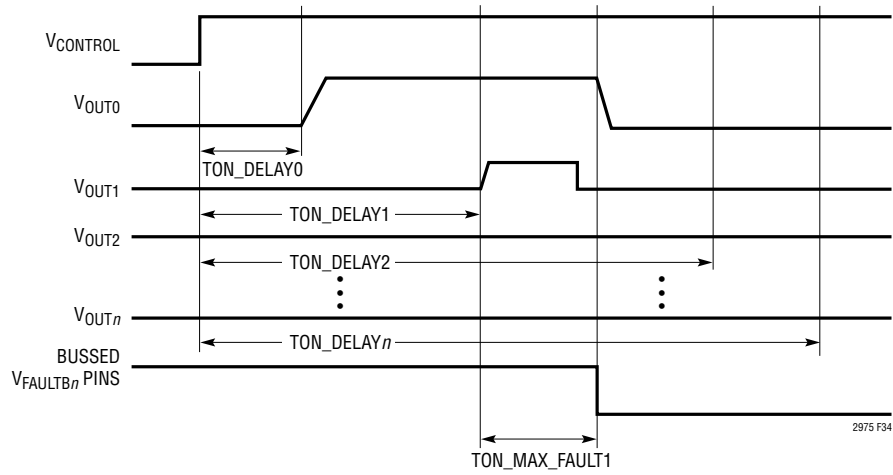 VCONTROL
VOUT0
TON_DELAY0
VOUT1
TON_DELAY1
VOUT2
TON_DELAY2
VOUTn
TON_DELAYn
BUSSED
VFAULTBn PINS
2975 F34
TON_MAX_FAULT1